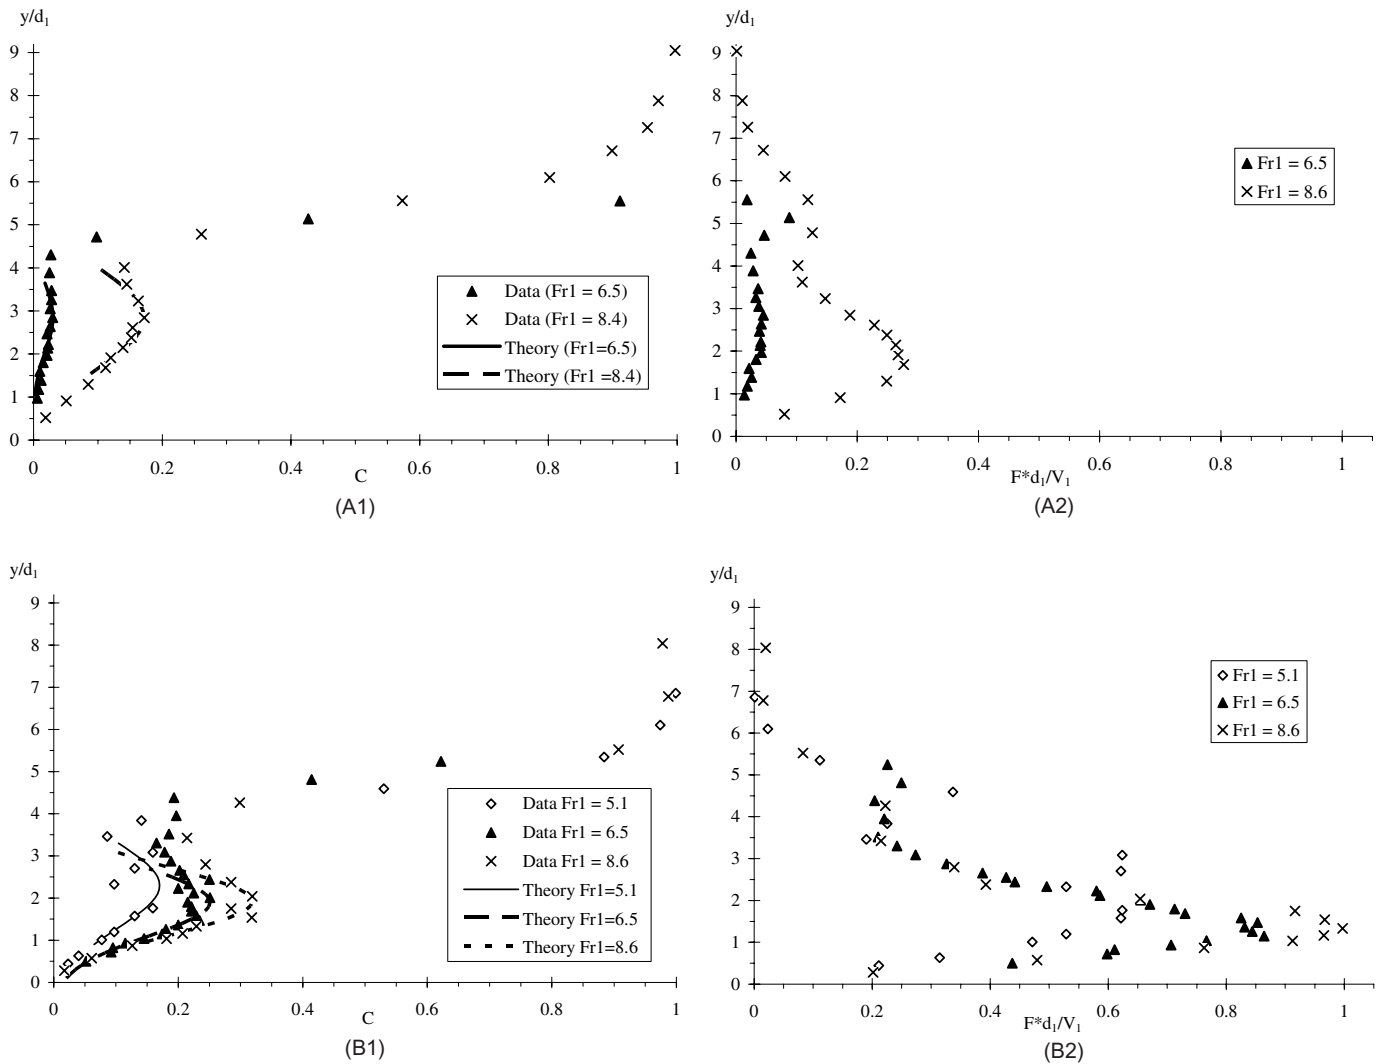 y/d₁
9
8
7
6
5
4
3
2
1
0
0
0.2
0.4
0.6
0.8
1
C
Data (Fr1 = 6.5)
Data (Fr1 = 8.4)
Theory (Fr1=6.5)
Theory (Fr1 =8.4)
(A1)
y/d₁
9
8
7
6
5
4
3
2
1
0
0
0.2
0.4
0.6
0.8
1
F*d₁/V₁
Fr1 = 6.5
Fr1 = 8.6
(A2)
y/d₁
9
8
7
6
5
4
3
2
1
0
0
0.2
0.4
0.6
0.8
1
C
Data Fr1 = 5.1
Data Fr1 = 6.5
Data Fr1 = 8.6
Theory Fr1=5.1
Theory Fr1=6.5
Theory Fr1=8.6
(B1)
y/d₁
9
8
7
6
5
4
3
2
1
0
0
0.2
0.4
0.6
0.8
1
F*d₁/V₁
Fr1 = 5.1
Fr1 = 6.5
Fr1 = 8.6
(B2)